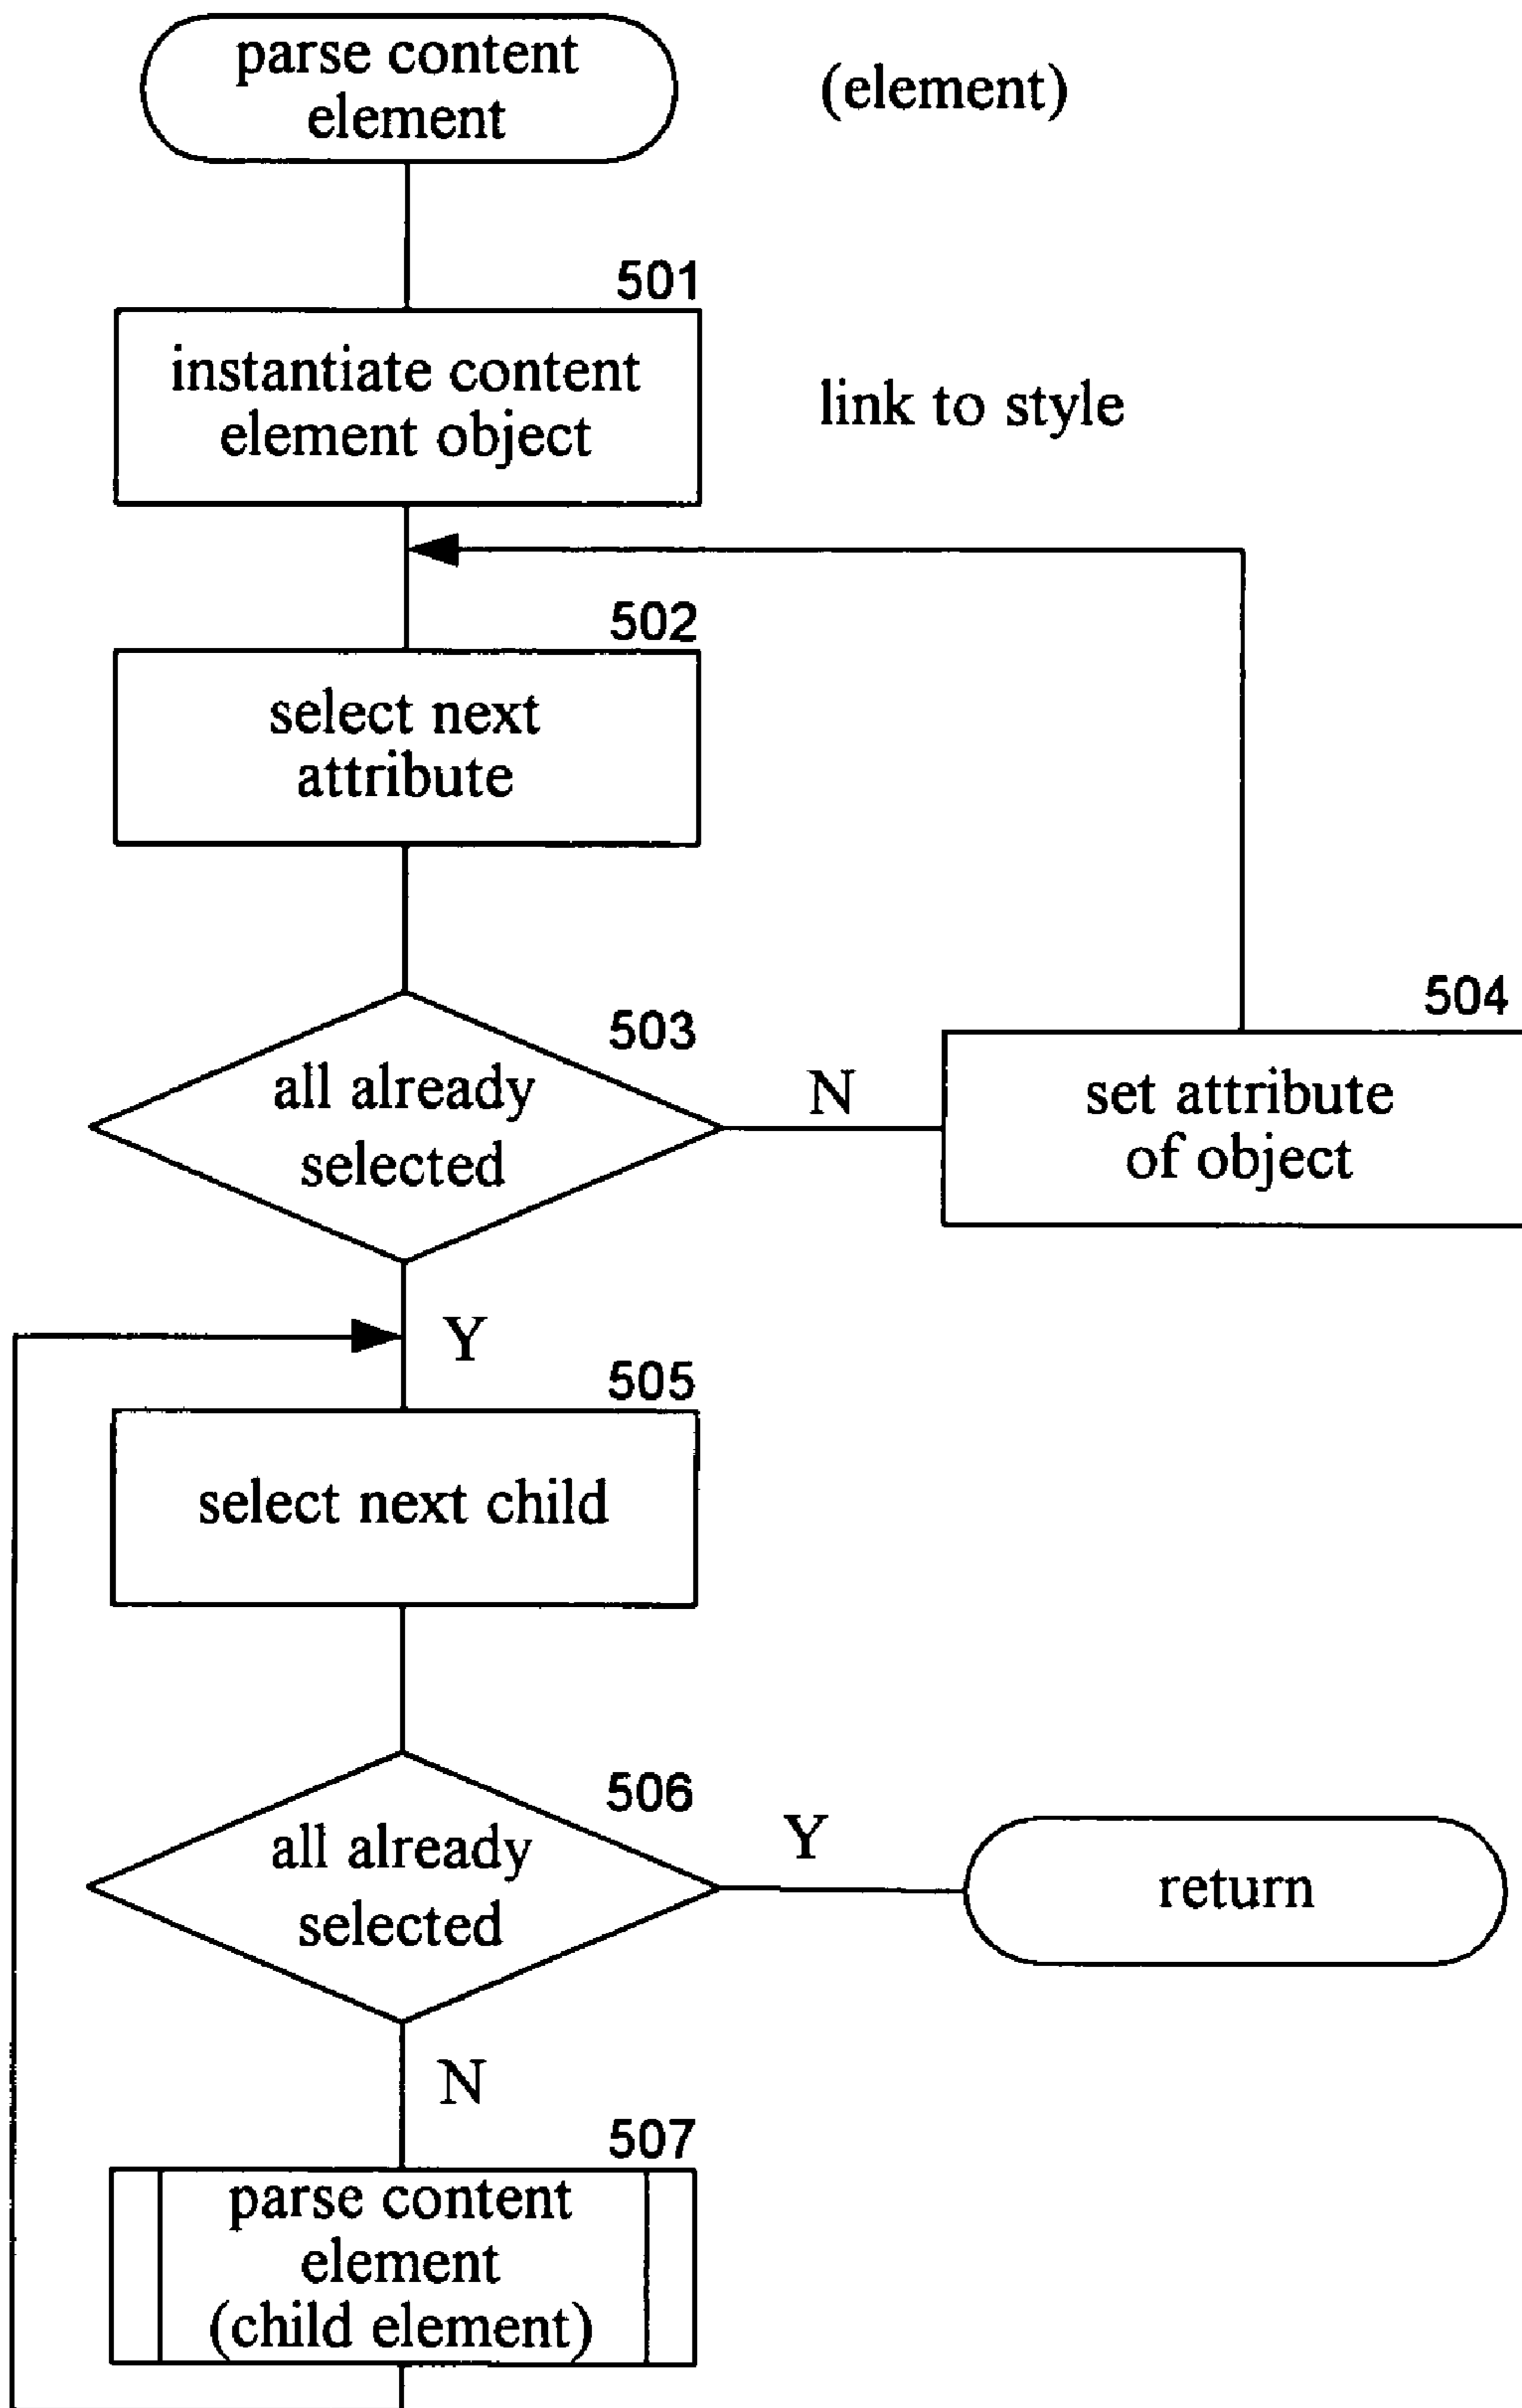 parse content
element
(element)
501
instantiate content
element object
link to style
502
select next
attribute
503
all already
selected
N
504
set attribute
of object
Y
505
select next child
506
all already
selected
Y
return
N
507
parse content
element
(child element)